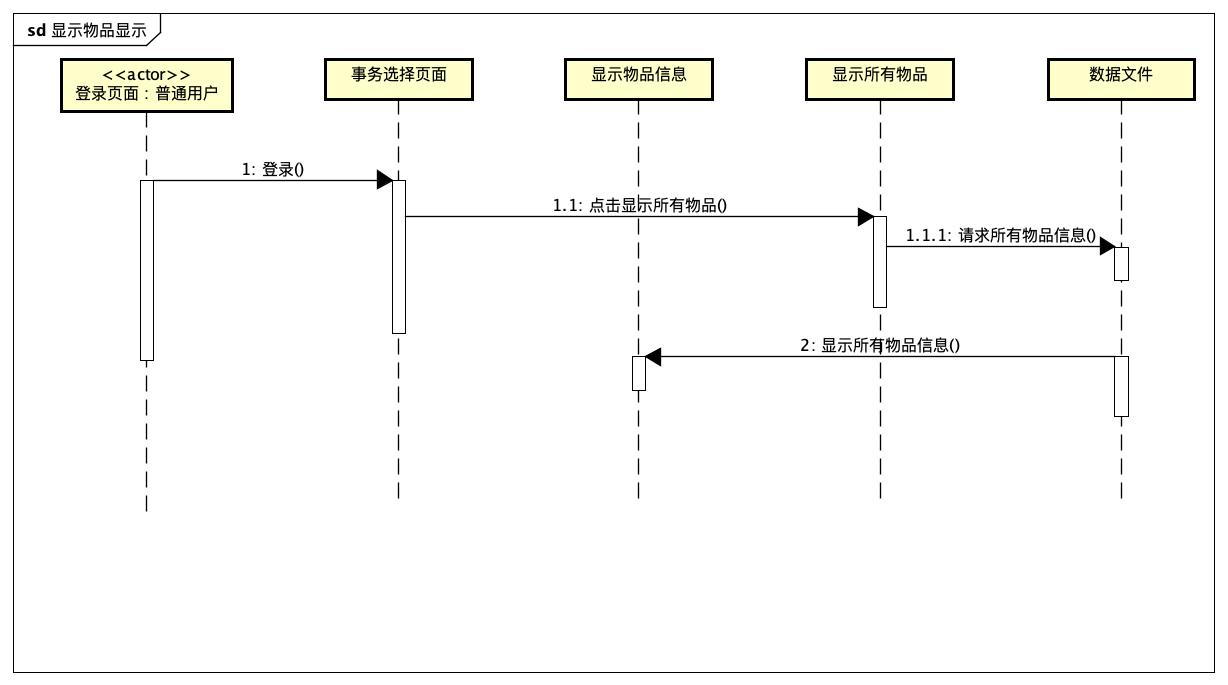 sd 显示物品显示
<<actor>>
登录页面 : 普通用户
事务选择页面
显示物品信息
显示所有物品
数据文件
1: 登录()
1.1: 点击显示所有物品()
1.1.1: 请求所有物品信息()
2: 显示所有物品信息()